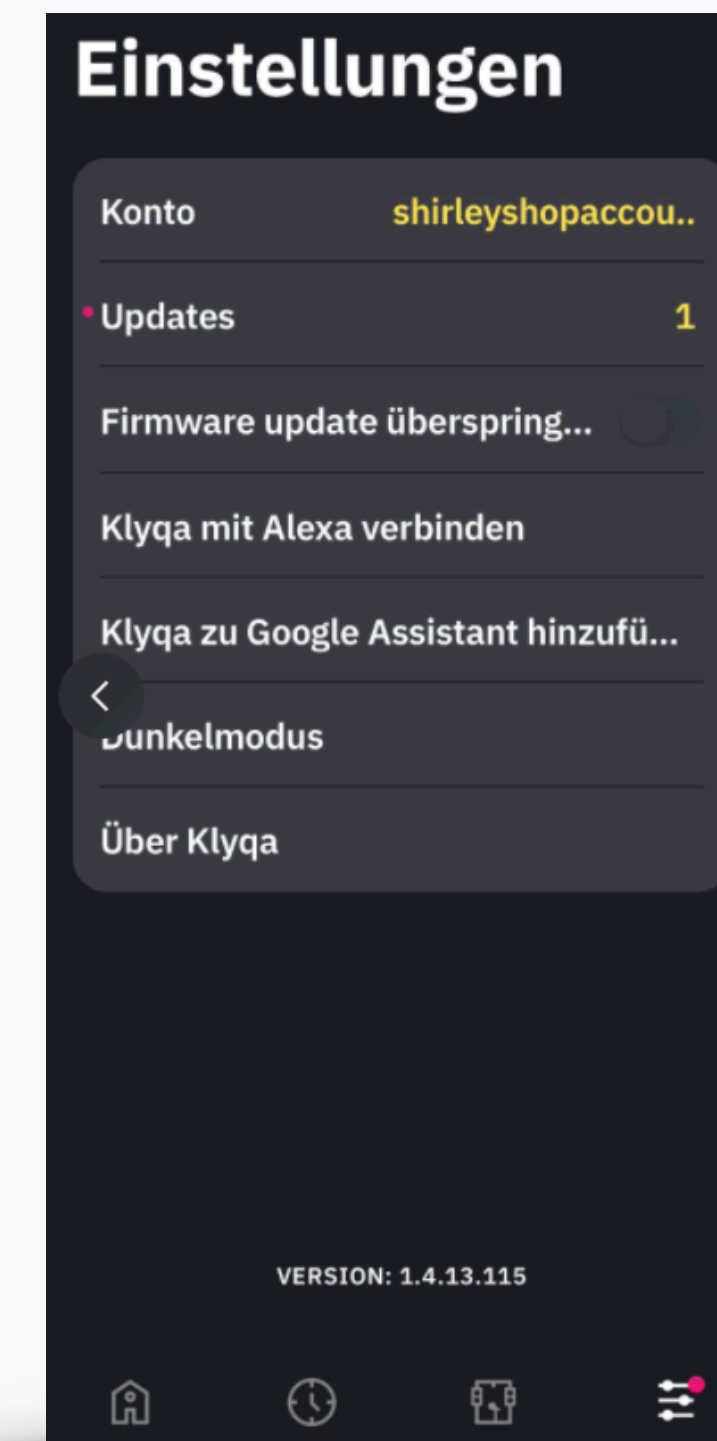 Einstellungen
Konto shirleyshopaccou..
Updates 1
Firmware update überspring...
Klyqa mit Alexa verbinden
Klyqa zu Google Assistant hinzufü...
Dunkelmodus
Über Klyqa
VERSION: 1.4.13.115